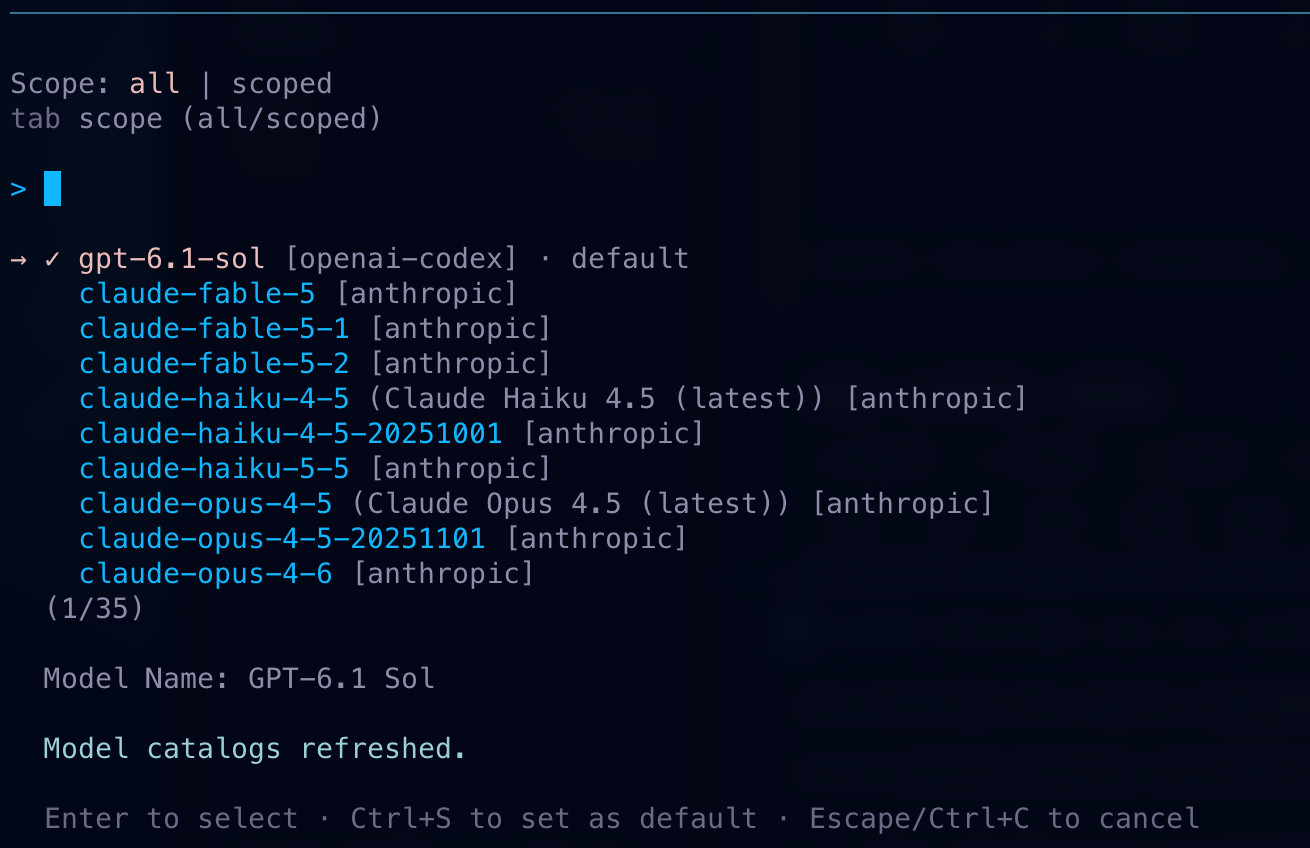 Scope: all | scoped
tab scope (all/scoped)
>
→ ✓ gpt-6.1-sol [openai-codex] · default
claude-fable-5 [anthropic]
claude-fable-5-1 [anthropic]
claude-fable-5-2 [anthropic]
claude-haiku-4-5 (Claude Haiku 4.5 (latest)) [anthropic]
claude-haiku-4-5-20251001 [anthropic]
claude-haiku-5-5 [anthropic]
claude-opus-4-5 (Claude Opus 4.5 (latest)) [anthropic]
claude-opus-4-5-20251101 [anthropic]
claude-opus-4-6 [anthropic]
(1/35)
Model Name: GPT-6.1 Sol
Model catalogs refreshed.
Enter to select · Ctrl+S to set as default · Escape/Ctrl+C to cancel